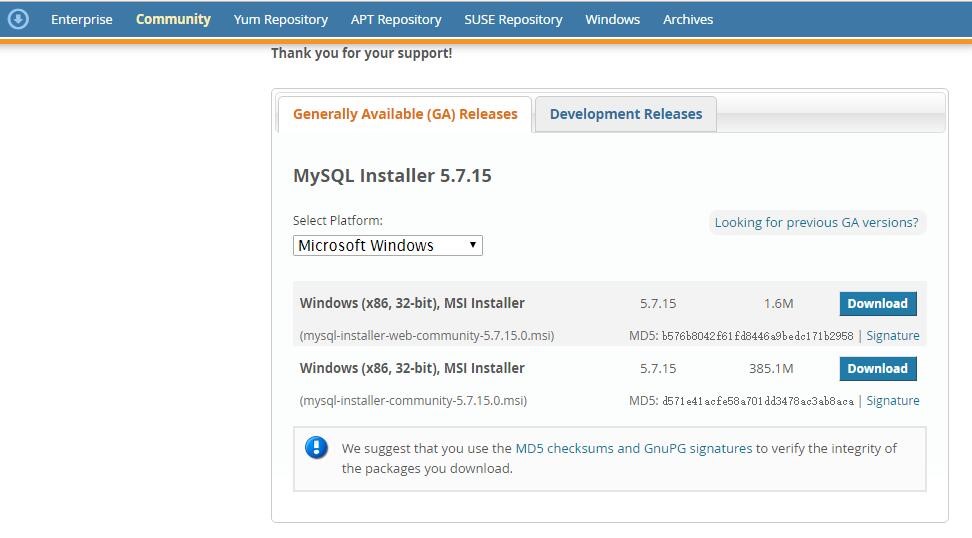 Enterprise Community Yum Repository APT Repository SUSE Repository Windows Archives
Thank you for your support!
Generally Available (GA) Releases Development Releases
MySQL Installer 5.7.15
Select Platform:
Looking for previous GA versions?
Microsoft Windows
Windows (x86, 32-bit), MSI Installer 5.7.15 1.6M Download
(mysql-installer-web-community-5.7.15.0.msi) MD5: b576b8042f61fd8446a9bedc171b2958 | Signature
Windows (x86, 32-bit), MSI Installer 5.7.15 385.1M Download
(mysql-installer-community-5.7.15.0.msi) MD5: d571e41acfe58a701dd3478ac3ab8aca | Signature
We suggest that you use the MD5 checksums and GnuPG signatures to verify the integrity of
the packages you download.